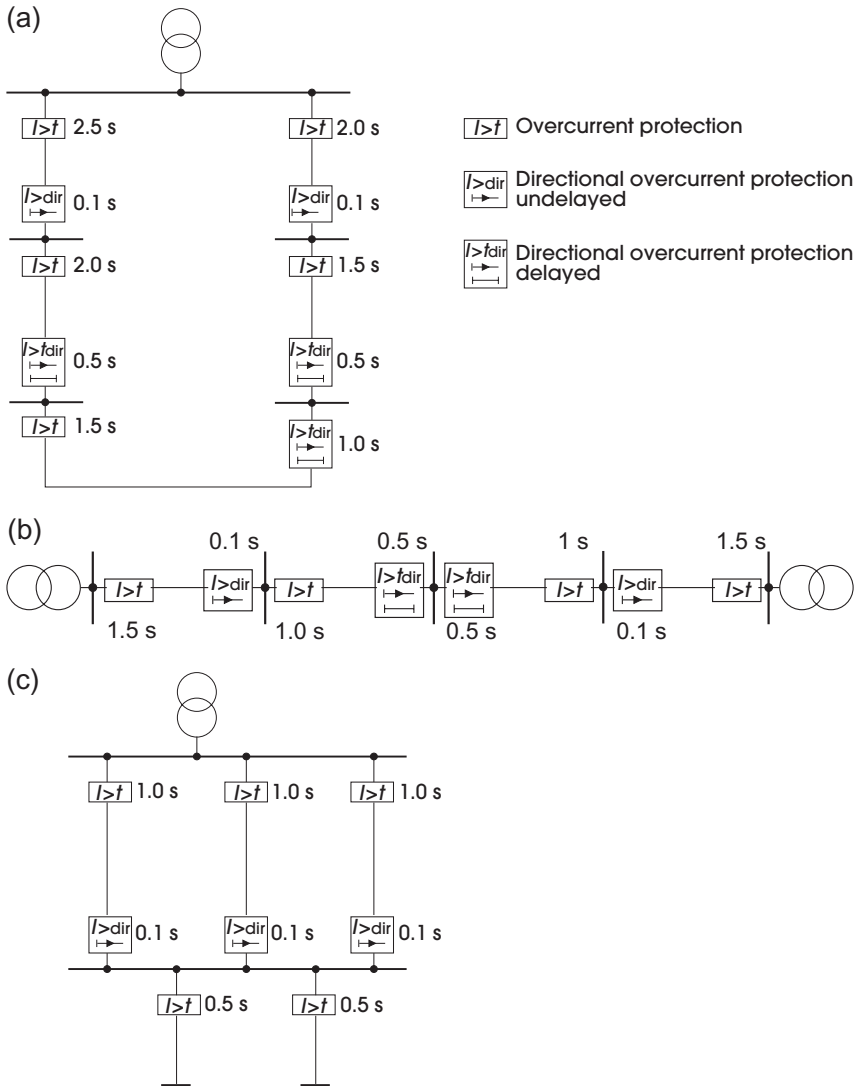 (a)
I>t 2.5 s
I>t 2.0 s
I>t Overcurrent protection
I>dir 0.1 s
I>dir 0.1 s
I>dir Directional overcurrent protection
undelayed
I>t 2.0 s
I>t 1.5 s
I>tdir Directional overcurrent protection
delayed
I>tdir 0.5 s
I>tdir 0.5 s
I>t 1.5 s
I>tdir 1.0 s
(b)
0.1 s 0.5 s 1 s 1.5 s
I>t I>dir I>t I>tdir I>tdir I>t I>dir I>t
1.5 s 1.0 s 0.5 s 0.1 s
(c)
I>t 1.0 s I>t 1.0 s I>t 1.0 s
I>dir 0.1 s I>dir 0.1 s I>dir 0.1 s
I>t 0.5 s I>t 0.5 s